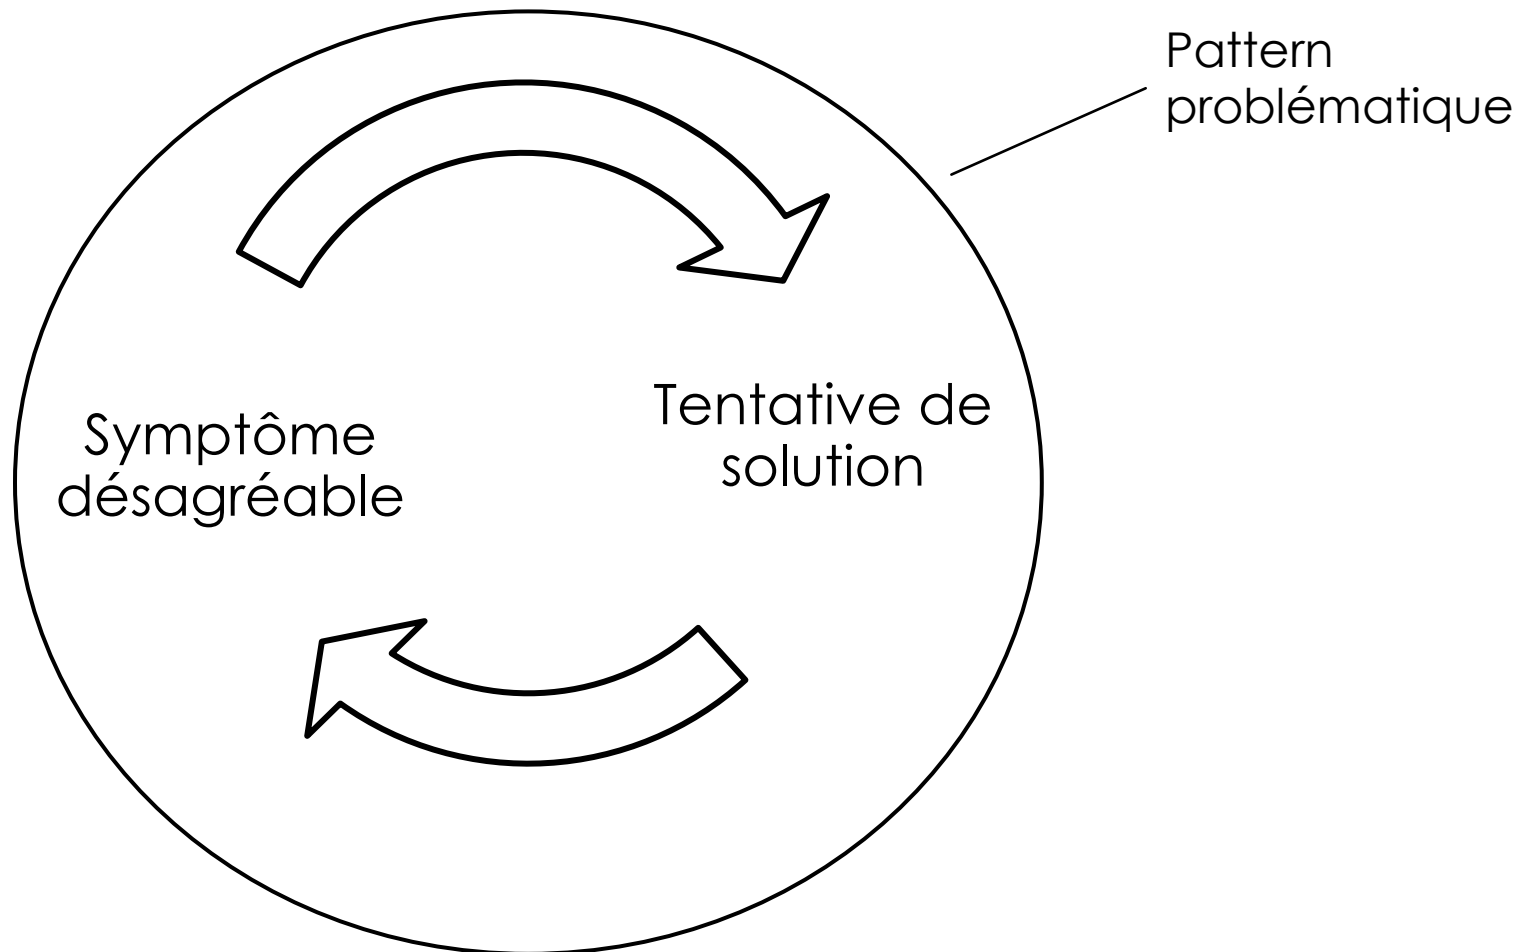 Pattern
problématique
Symptôme
désagréable
Tentative de
solution